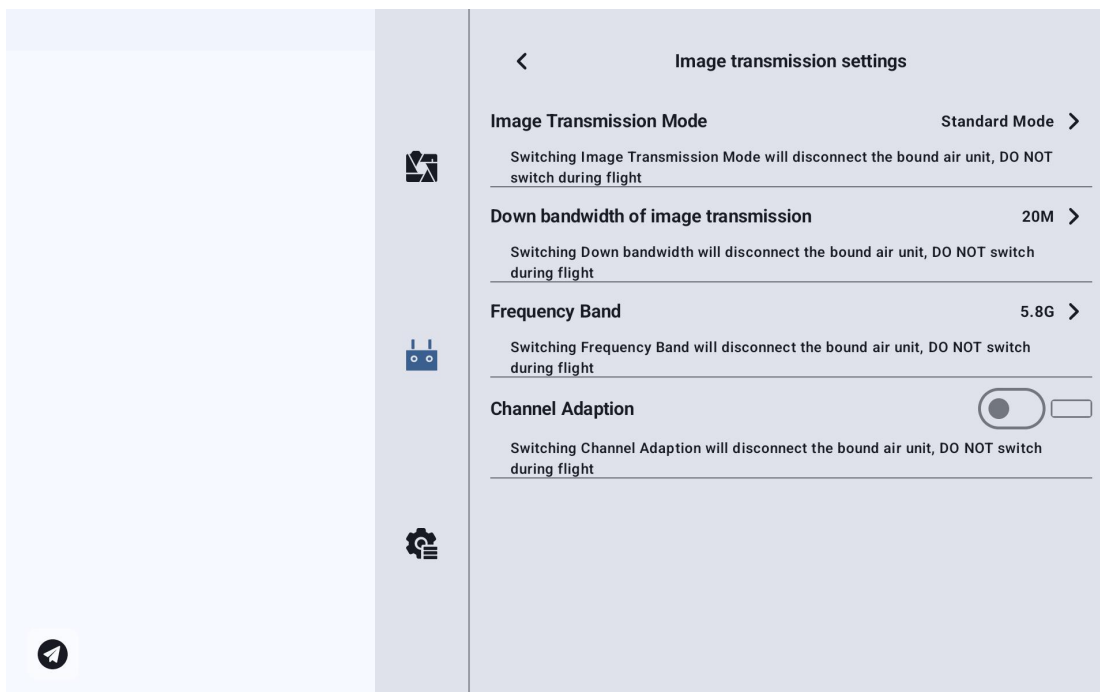 Image transmission settings
Image Transmission Mode
Standard Mode
Switching Image Transmission Mode will disconnect the bound air unit, DO NOT
switch during flight
Down bandwidth of image transmission
20M
Switching Down bandwidth will disconnect the bound air unit, DO NOT switch
during flight
Frequency Band
5.8G
Switching Frequency Band will disconnect the bound air unit, DO NOT switch
during flight
Channel Adaption
Switching Channel Adaption will disconnect the bound air unit, DO NOT switch
during flight